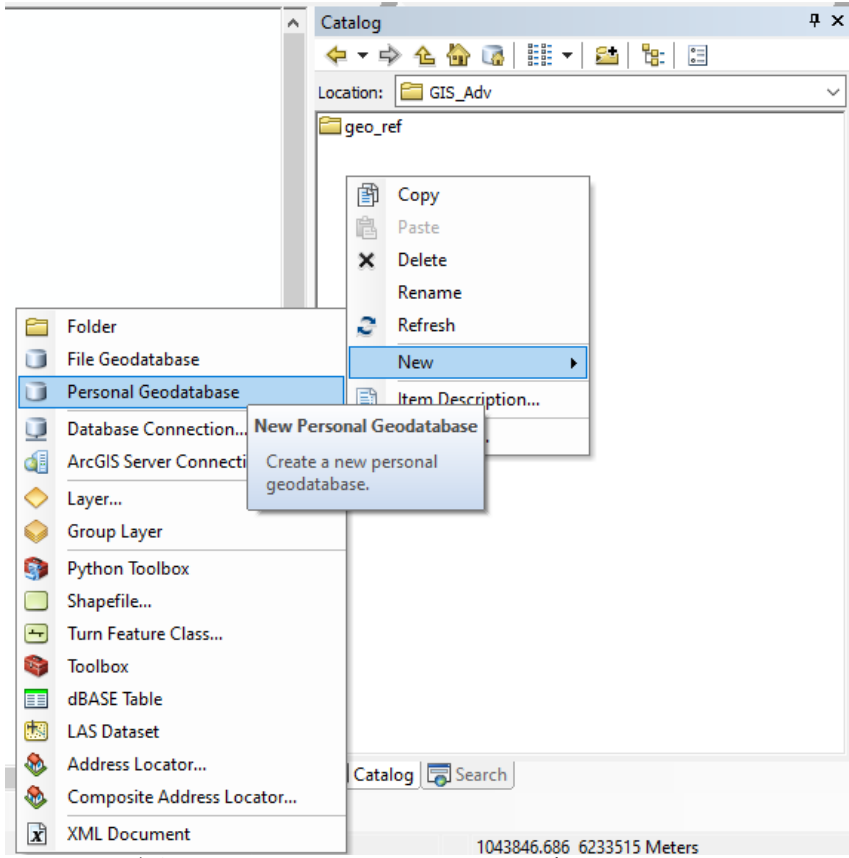 Catalog
Location: GIS_Adv
geo_ref
Copy
Paste
Delete
Rename
Refresh
New
Item Description...
Folder
File Geodatabase
Personal Geodatabase
Database Connection...
ArcGIS Server Connecti
Layer...
Group Layer
Python Toolbox
Shapefile...
Turn Feature Class...
Toolbox
dBASE Table
LAS Dataset
Address Locator...
Composite Address Locator...
XML Document
New Personal Geodatabase
Create a new personal
geodatabase.
Catalog Search
1043846.686 6233515 Meters